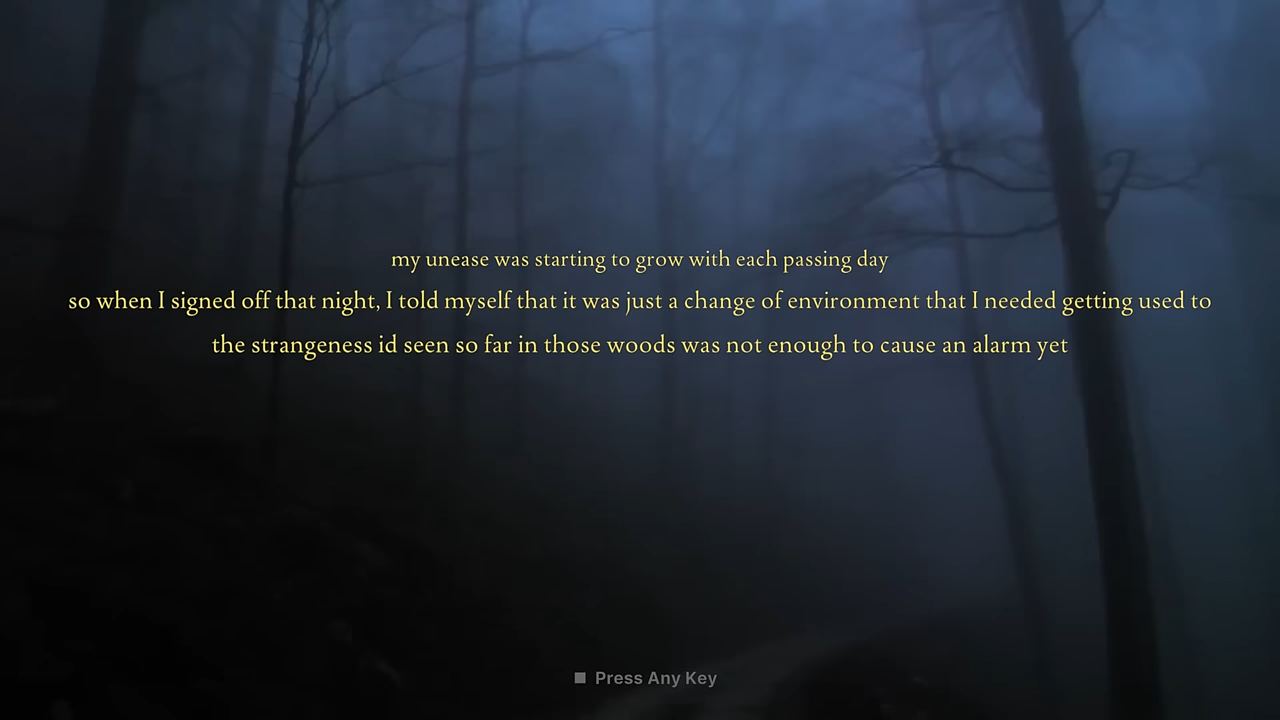 my unease was starting to grow with each passing day
so when I signed off that night, I told myself that it was just a change of environment that I needed getting used to
the strangeness id seen so far in those woods was not enough to cause an alarm yet
Press Any Key